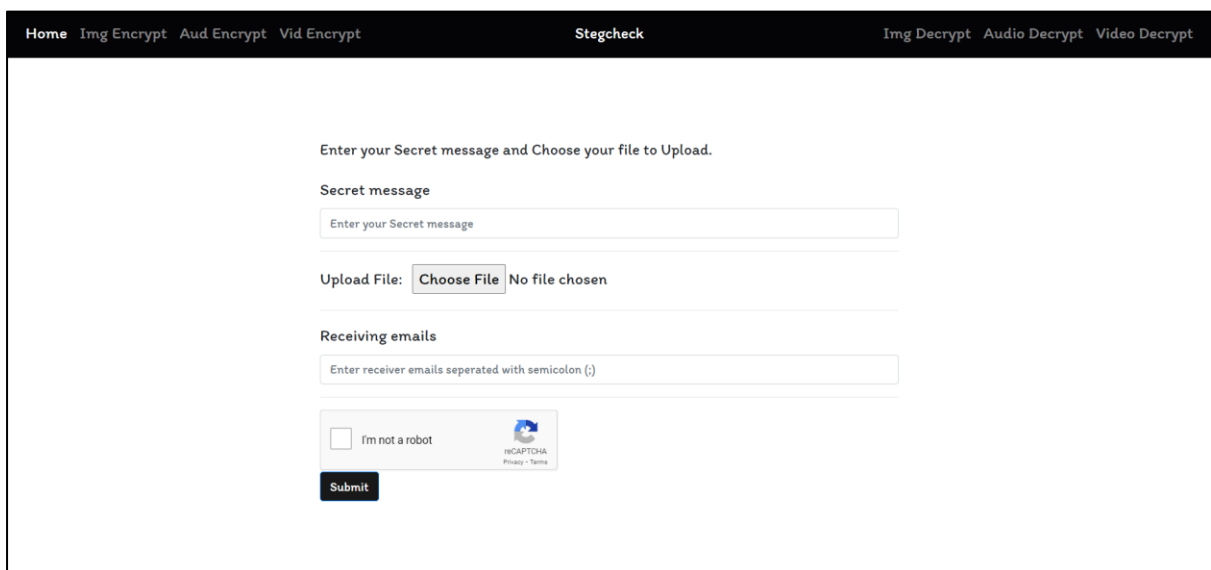 Home Img Encrypt Aud Encrypt Vid Encrypt Stegcheck Img Decrypt Audio Decrypt Video Decrypt
Enter your Secret message and Choose your file to Upload.
Secret message
Enter your Secret message
Upload File: Choose File No file chosen
Receiving emails
Enter receiver emails seperated with semicolon (;)
I'm not a robot
reCAPTCHA
Privacy - Terms
Submit